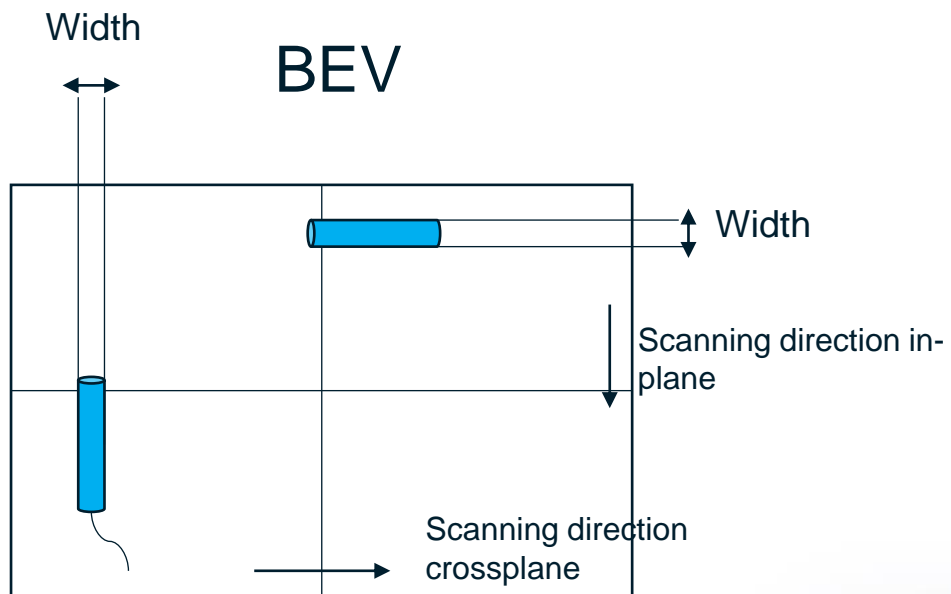 Width
BEV
Width
Scanning direction in-
plane
Scanning direction
crossplane